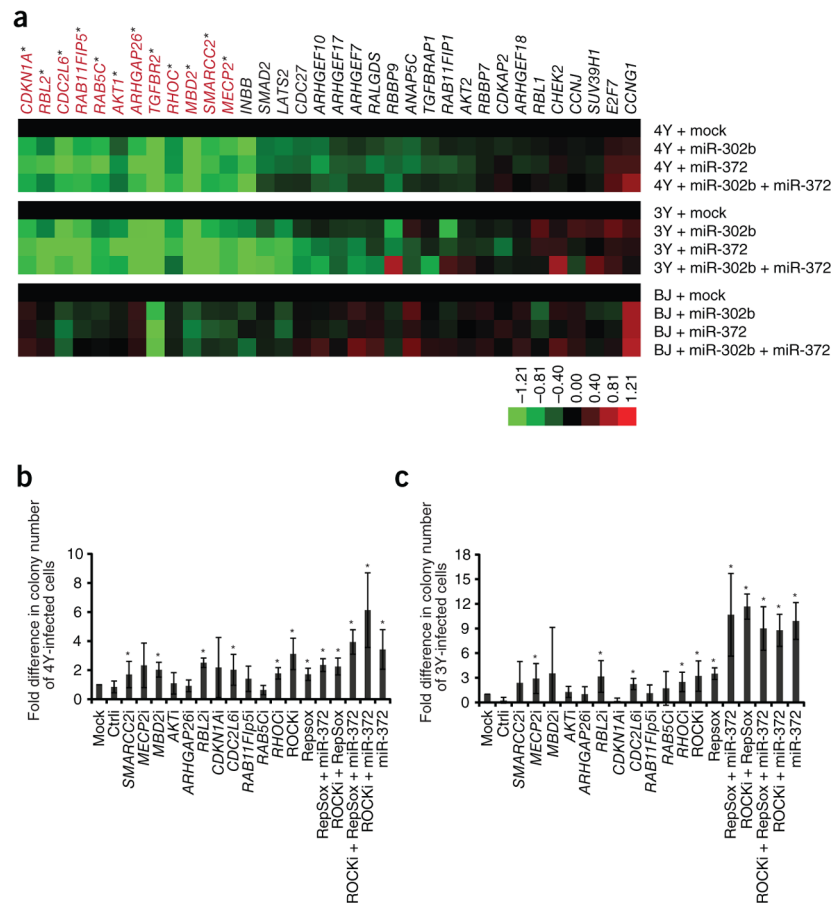 a
CDKN1A*
RBL2*
CDC2L6*
RAB11FIP5*
RAB5C*
AKT1*
ARHGAP26*
TGFBR2*
RHOC*
MBD2*
SMARCC2*
MECP2*
INBB
SMAD2
LATS2
CDC27
ARHGEF10
ARHGEF17
ARHGEF7
RALGDS
RBBP9
ANAP5C
TGFBRAP1
RAB11FIP1
AKT2
RBBP7
CDKAP2
ARHGEF18
RBL1
CHEK2
CCNJ
SUV39H1
E2F7
CCNG1
4Y + mock
4Y + miR-302b
4Y + miR-372
4Y + miR-302b + miR-372
3Y + mock
3Y + miR-302b
3Y + miR-372
3Y + miR-302b + miR-372
BJ + mock
BJ + miR-302b
BJ + miR-372
BJ + miR-302b + miR-372
−1.21
−0.81
−0.40
0.00
0.40
0.81
1.21
b
Fold difference in colony number
of 4Y-infected cells
10
8
6
4
2
0
* * * * * * * * * * * *
Mock
Ctrli
SMARCC2i
MECP2i
MBD2i
AKTi
ARHGAP26i
RBL2i
CDKN1Ai
CDC2L6i
RAB11FIp5i
RAB5Ci
RHOCi
ROCKi
Repsox
RepSox + miR-372
ROCKi + RepSox
ROCKi + RepSox + miR-372
ROCKi + miR-372
miR-372
c
Fold difference in colony number
of 3Y-infected cells
18
15
12
9
6
3
0
* * * * * * * * * * *
Mock
Ctrli
SMARCC2i
MECP2i
MBD2i
AKTi
ARHGAP26i
RBL2i
CDKN1Ai
CDC2L6i
RAB11FIp5i
RAB5Ci
RHOCi
ROCKi
Repsox
RepSox + miR-372
ROCKi + RepSox
ROCKi + RepSox + miR-372
ROCKi + miR-372
miR-372